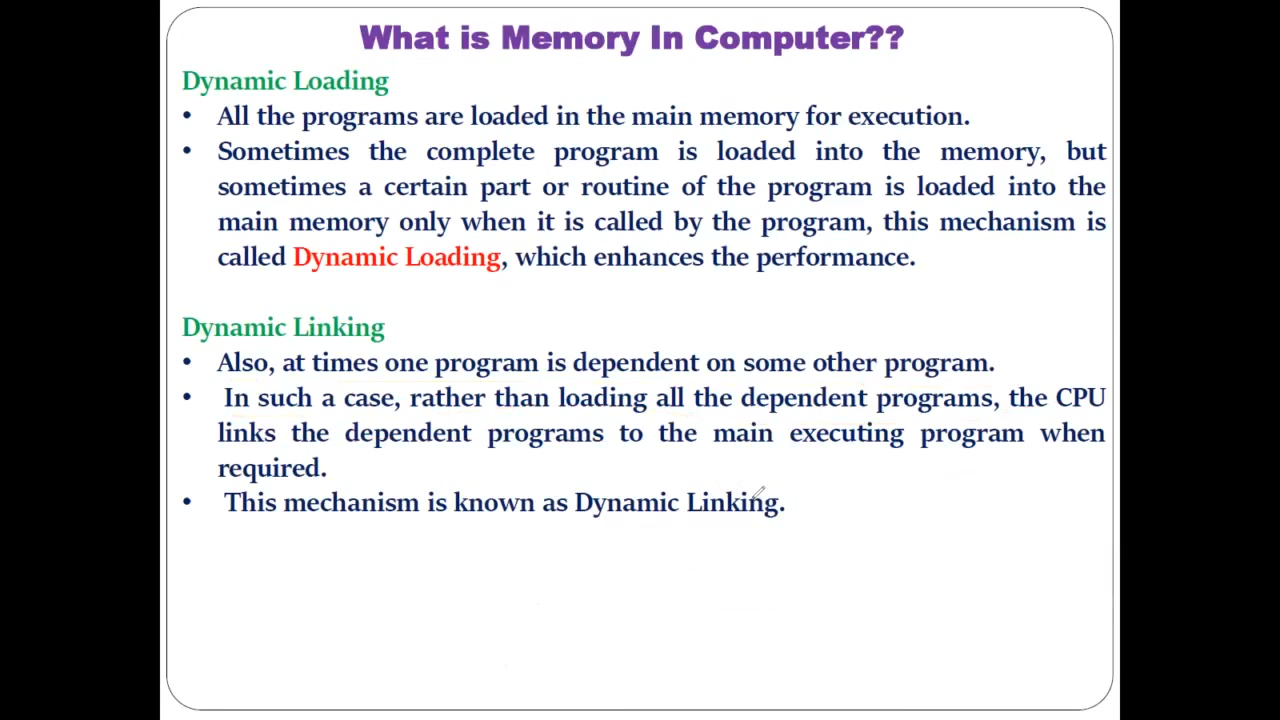 What is Memory In Computer??
Dynamic Loading
• All the programs are loaded in the main memory for execution.
• Sometimes the complete program is loaded into the memory, but
sometimes a certain part or routine of the program is loaded into the
main memory only when it is called by the program, this mechanism is
called Dynamic Loading, which enhances the performance.
Dynamic Linking
• Also, at times one program is dependent on some other program.
• In such a case, rather than loading all the dependent programs, the CPU
links the dependent programs to the main executing program when
required.
• This mechanism is known as Dynamic Linking.